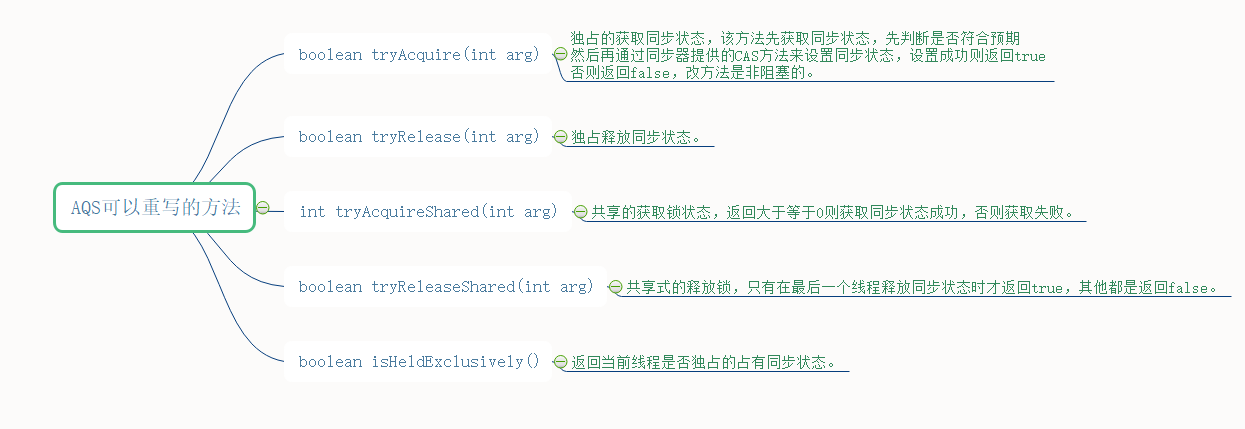 AQS可以重写的方法
boolean tryAcquire(int arg)
独占的获取同步状态，该方法先获取同步状态，先判断是否符合预期
然后再通过同步器提供的CAS方法来设置同步状态，设置成功则返回true
否则返回false，改方法是非阻塞的。
boolean tryRelease(int arg)
独占释放同步状态。
int tryAcquireShared(int arg)
共享的获取锁状态，返回大于等于0则获取同步状态成功，否则获取失败。
boolean tryReleaseShared(int arg)
共享式的释放锁，只有在最后一个线程释放同步状态时才返回true，其他都是返回false。
boolean isHeldExclusively()
返回当前线程是否独占的占有同步状态。